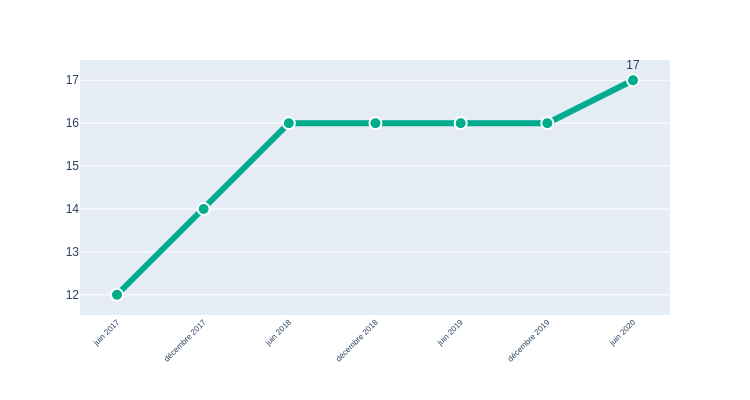 17
17
16
15
14
13
12
juin 2017
décembre 2017
juin 2018
décembre 2018
juin 2019
décembre 2019
juin 2020